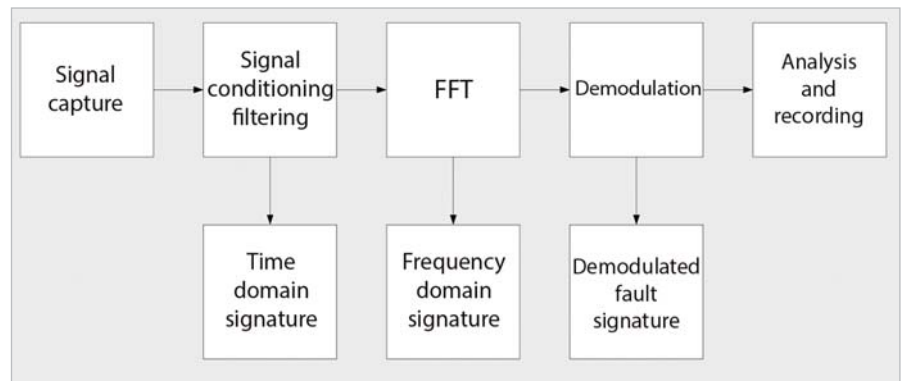 Signal
capture
Signal
conditioning
filtering
FFT
Demodulation
Analysis
and
recording
Time
domain
signature
Frequency
domain
signature
Demodulated
fault
signature